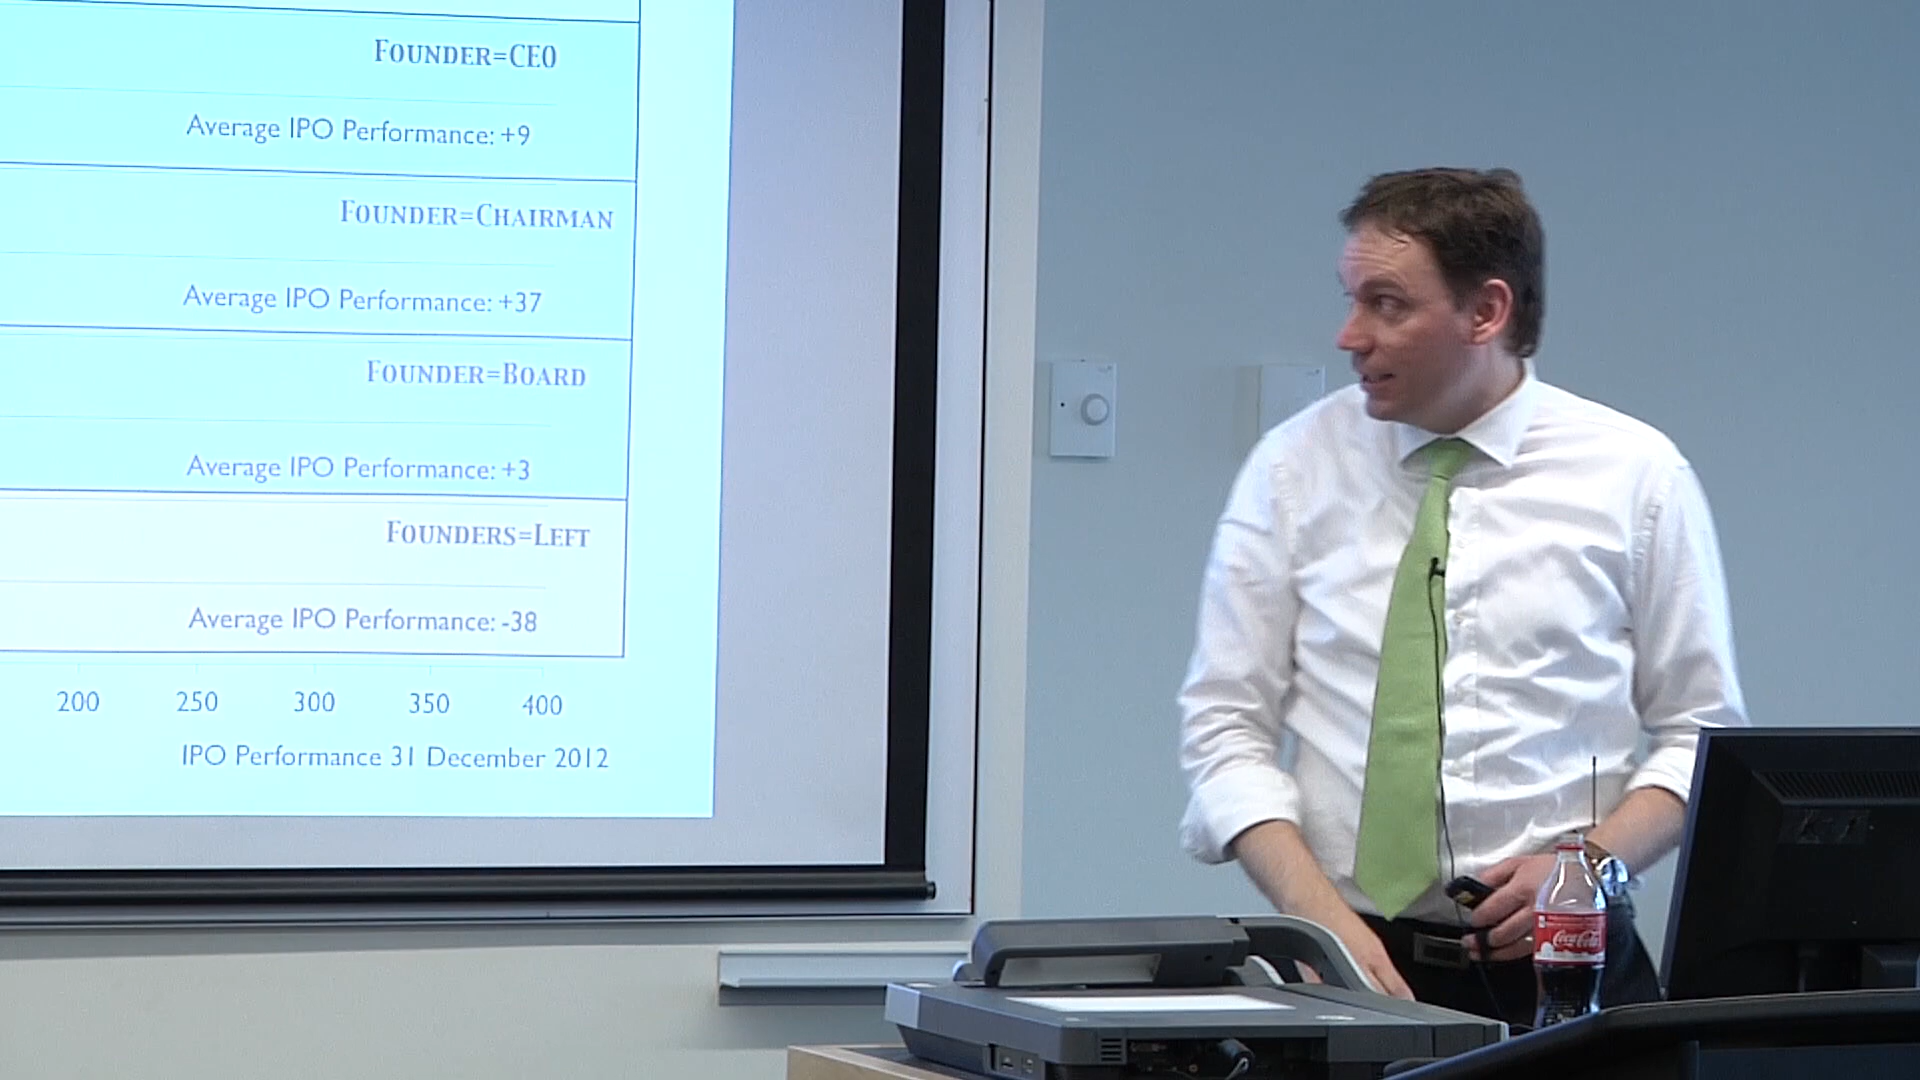 FOUNDER=CEO
Average IPO Performance: +9
FOUNDER=CHAIRMAN
Average IPO Performance: +37
FOUNDER=BOARD
Average IPO Performance: +3
FOUNDERS=LEFT
Average IPO Performance: -38
200 250 300 350 400
IPO Performance 31 December 2012
Coca-Cola